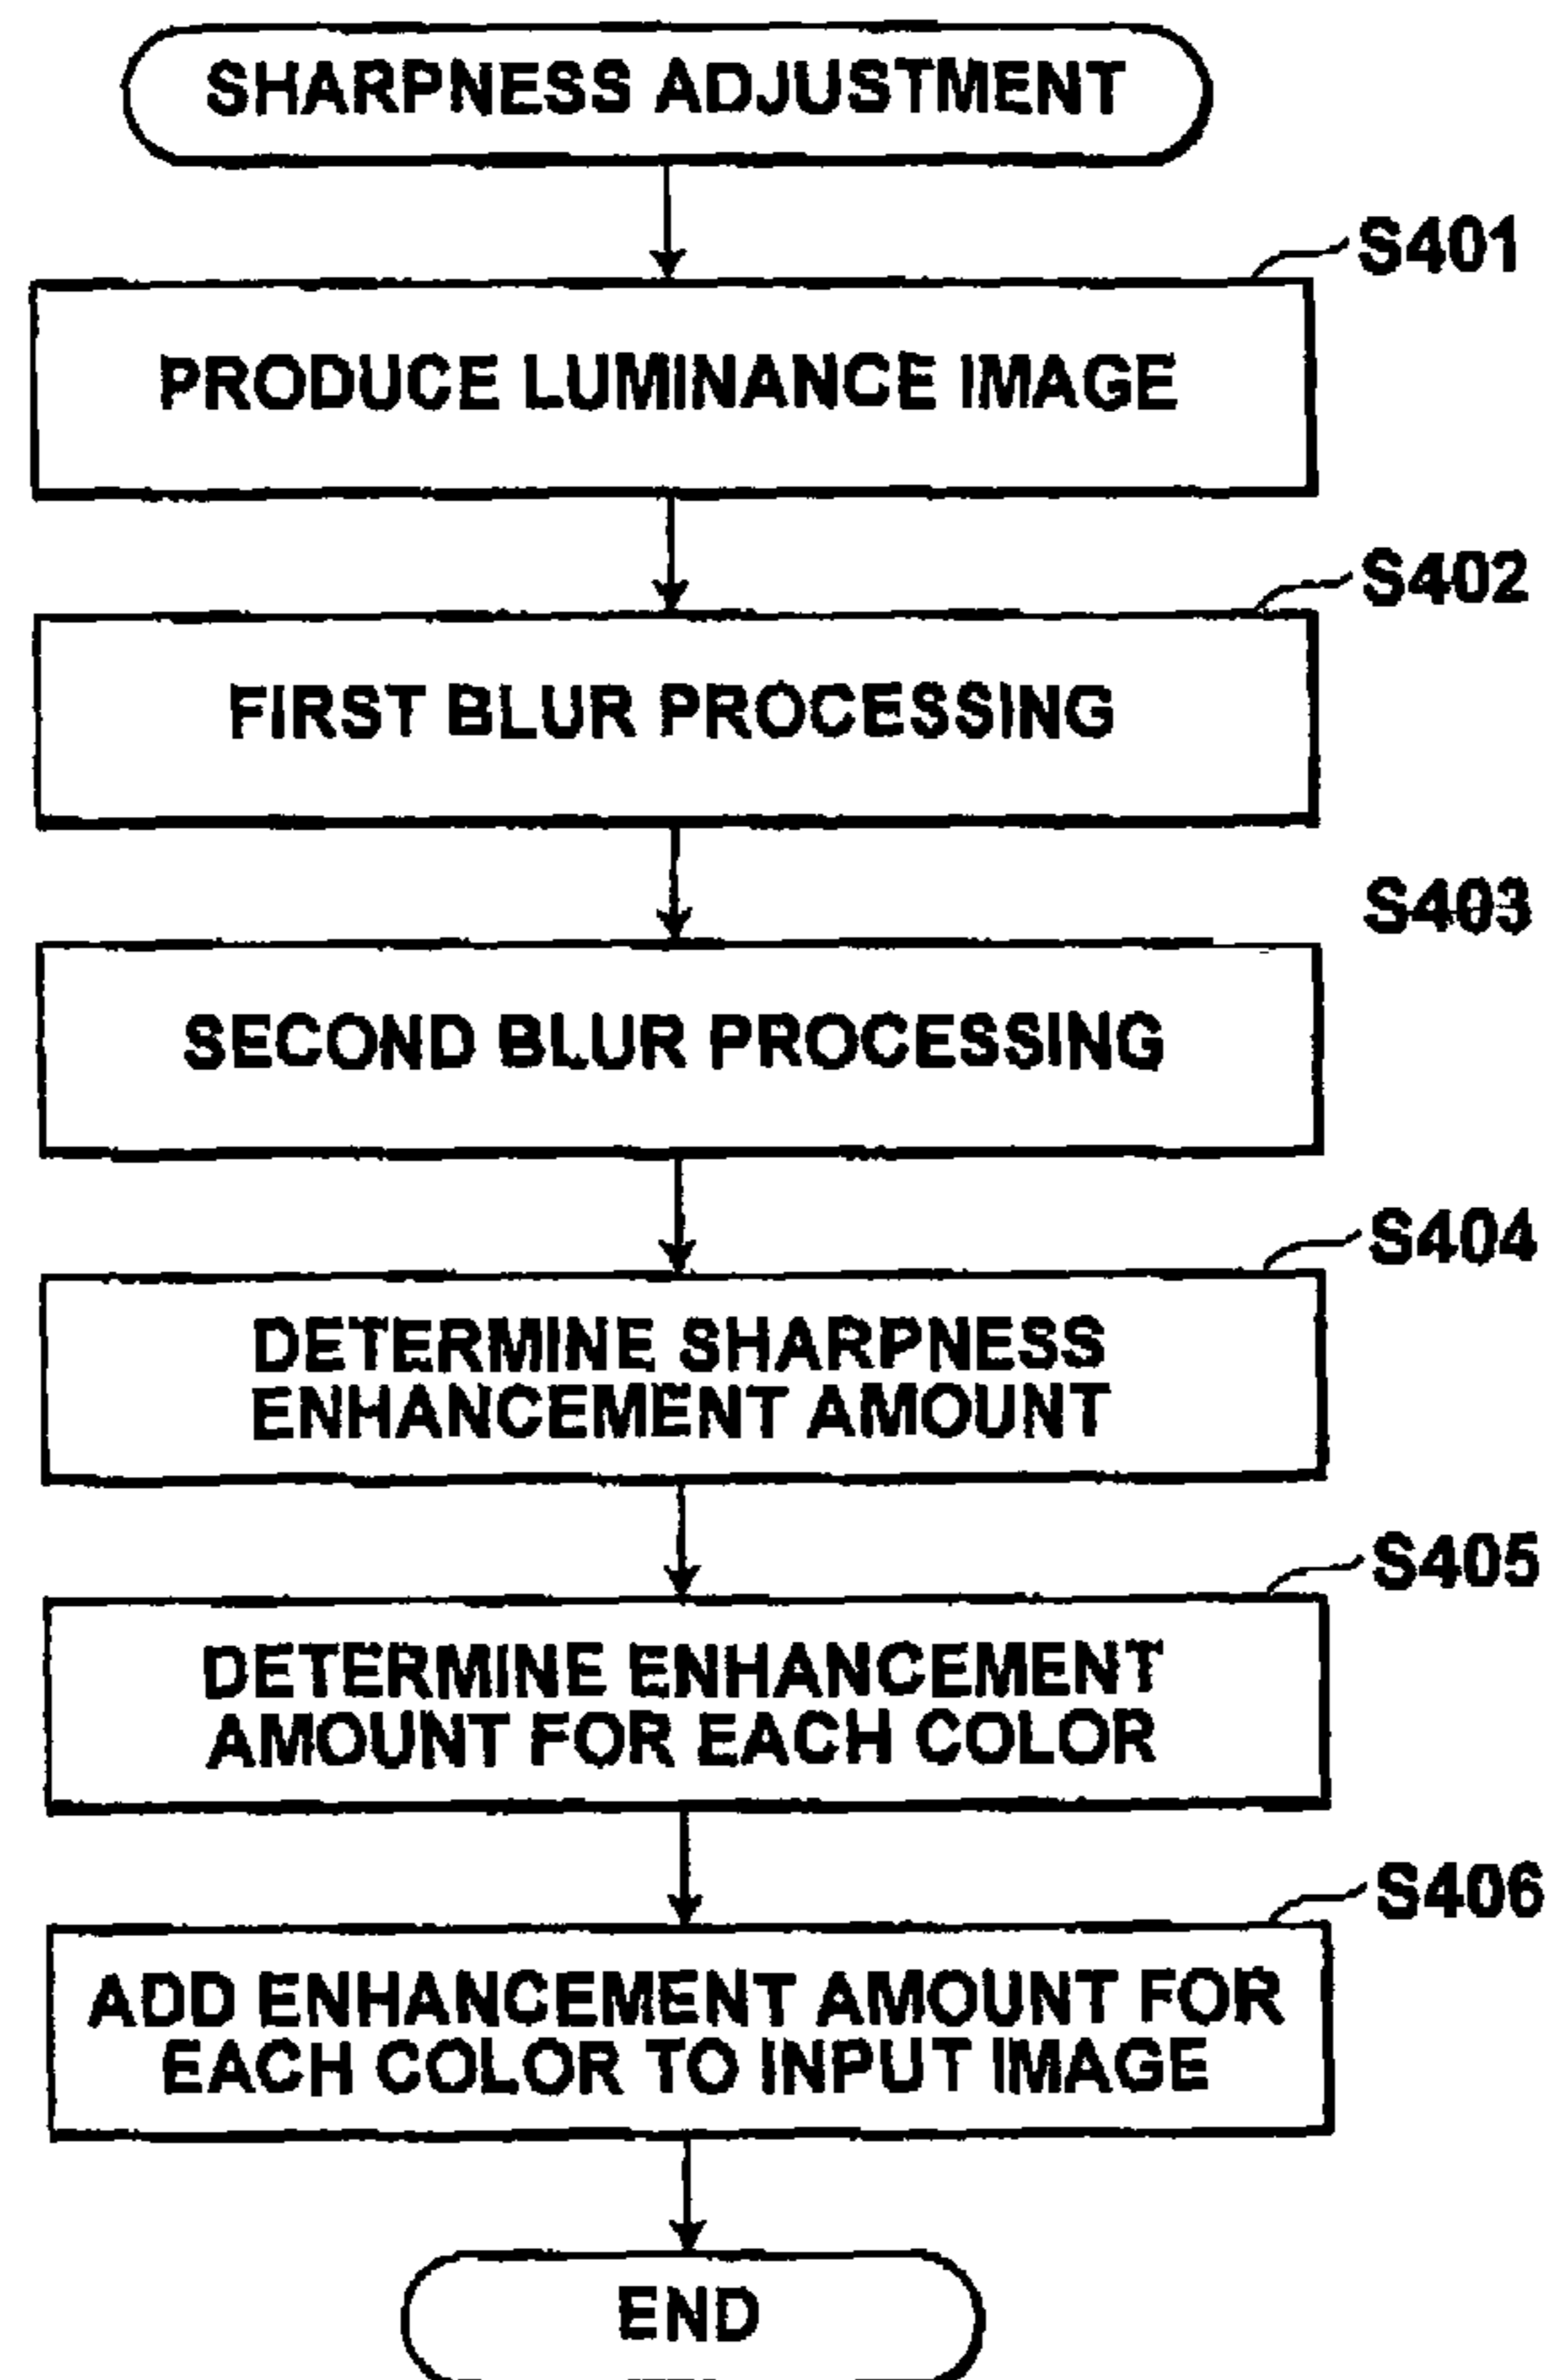 SHARPNESS ADJUSTMENT
S401
PRODUCE LUMINANCE IMAGE
S402
FIRST BLUR PROCESSING
S403
SECOND BLUR PROCESSING
S404
DETERMINE SHARPNESS
ENHANCEMENT AMOUNT
S405
DETERMINE ENHANCEMENT
AMOUNT FOR EACH COLOR
S406
ADD ENHANCEMENT AMOUNT FOR
EACH COLOR TO INPUT IMAGE
END